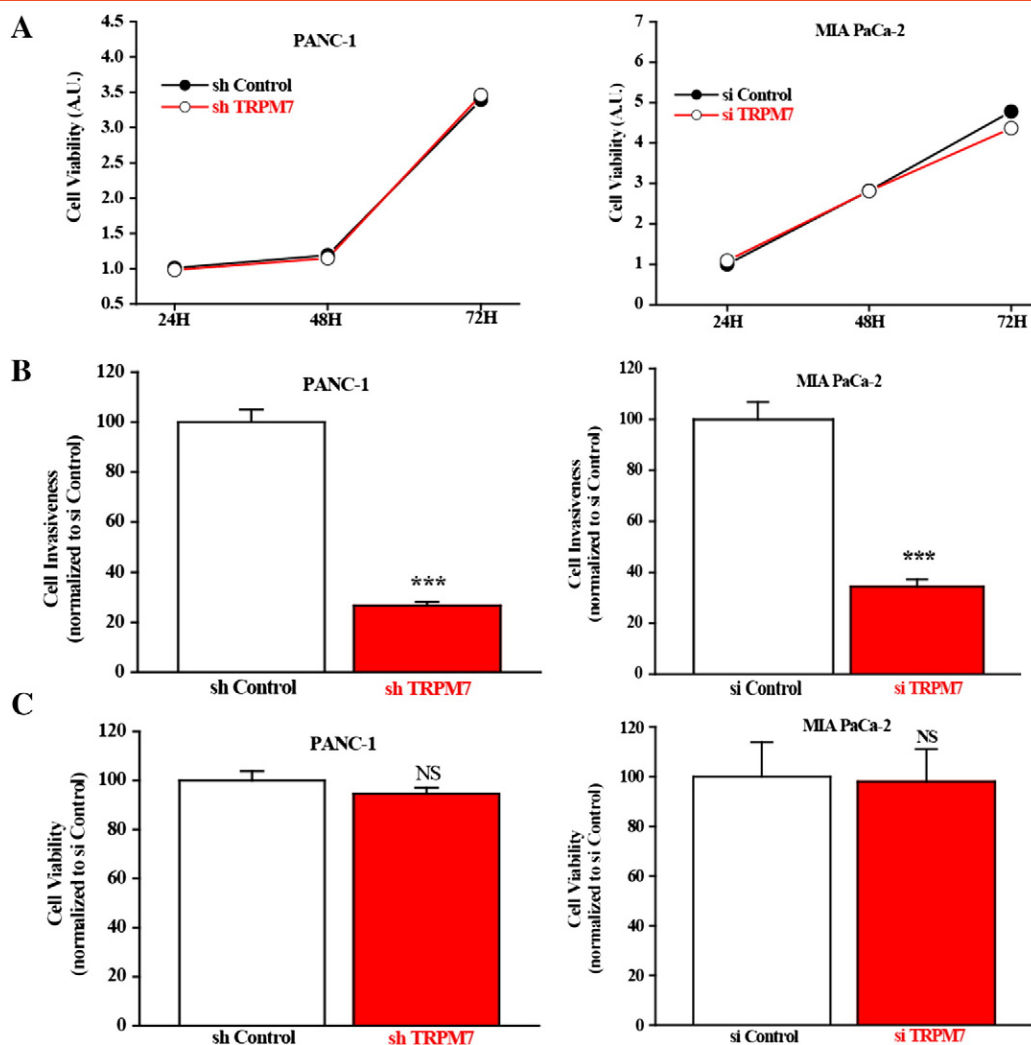 A
PANC-1
sh Control
sh TRPM7
Cell Viability (A.U.)
4.5
4.0
3.5
3.0
2.5
2.0
1.5
1.0
0.5
24H
48H
72H
MIA PaCa-2
si Control
si TRPM7
Cell Viability (A.U.)
7
6
5
4
3
2
1
0
24H
48H
72H
B
PANC-1
Cell Invasiveness
(normalized to si Control)
120
100
80
60
40
20
0
***
sh Control
sh TRPM7
MIA PaCa-2
Cell Invasiveness
(normalized to si Control)
120
100
80
60
40
20
0
***
si Control
si TRPM7
C
PANC-1
Cell Viability
(normalized to si Control)
120
100
80
60
40
20
0
NS
sh Control
sh TRPM7
MIA PaCa-2
Cell Viability
(normalized to si Control)
120
100
80
60
40
20
0
NS
si Control
si TRPM7